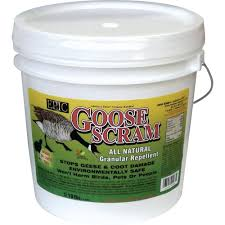 EPIC
GOOSE
SCRAM
ALL NATURAL
Granular Repellent
STOPS GEESE & COOT DAMAGE
ENVIRONMENTALLY SAFE
Won't Harm Birds, Pets Or People